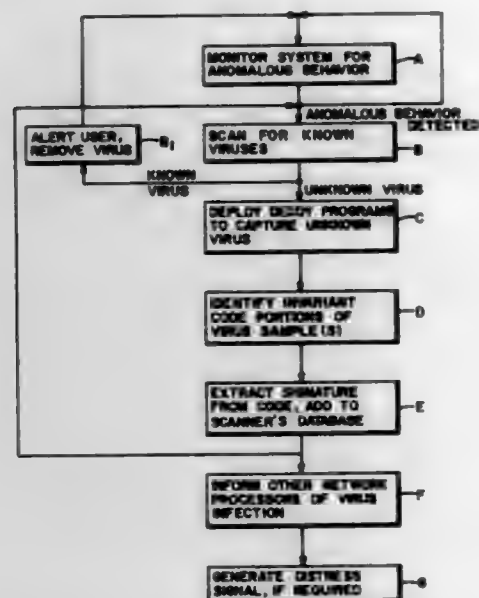 MONITOR SYSTEM FOR
ANOMALOUS BEHAVIOR
A
ANOMALOUS BEHAVIOR
DETECTED
ALERT USER,
REMOVE VIRUS
B1
SCAN FOR KNOWN
VIRUSES
B
KNOWN
VIRUS
UNKNOWN VIRUS
DEPLOY DECOY PROGRAMS
TO CAPTURE UNKNOWN
VIRUS
C
IDENTIFY INVARIANT
CODE PORTIONS OF
VIRUS SAMPLE(S)
D
EXTRACT SIGNATURE
FROM CODE, ADD TO
SCANNER'S DATABASE
E
INFORM OTHER NETWORK
PROCESSORS OF VIRUS
INFECTION
F
GENERATE DISTRESS
SIGNAL, IF REQUIRED
G